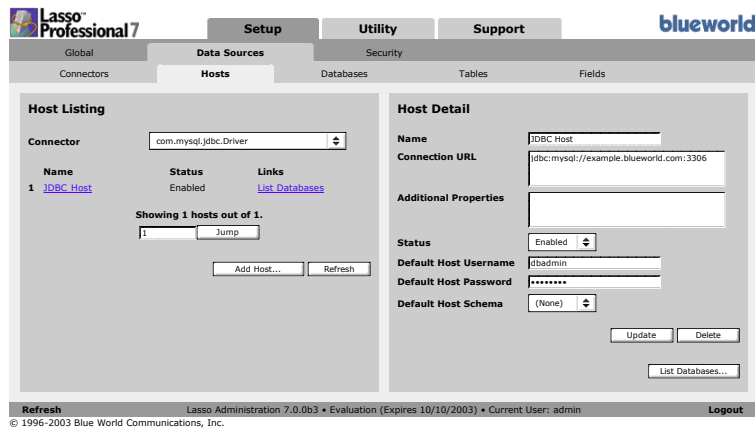 Lasso™
Professional 7
Setup Utility Support
blueworld
Global Data Sources Security
Connectors Hosts Databases Tables Fields
Host Listing
Connector com.mysql.jdbc.Driver
Name Status Links
1 JDBC Host Enabled List Databases
Showing 1 hosts out of 1.
1 Jump
Add Host... Refresh
Host Detail
Name JDBC Host
Connection URL jdbc:mysql://example.blueworld.com:3306
Additional Properties
Status Enabled
Default Host Username dbadmin
Default Host Password ••••••••
Default Host Schema (None)
Update Delete
List Databases...
Refresh Lasso Administration 7.0.0b3 • Evaluation (Expires 10/10/2003) • Current User: admin Logout
© 1996-2003 Blue World Communications, Inc.